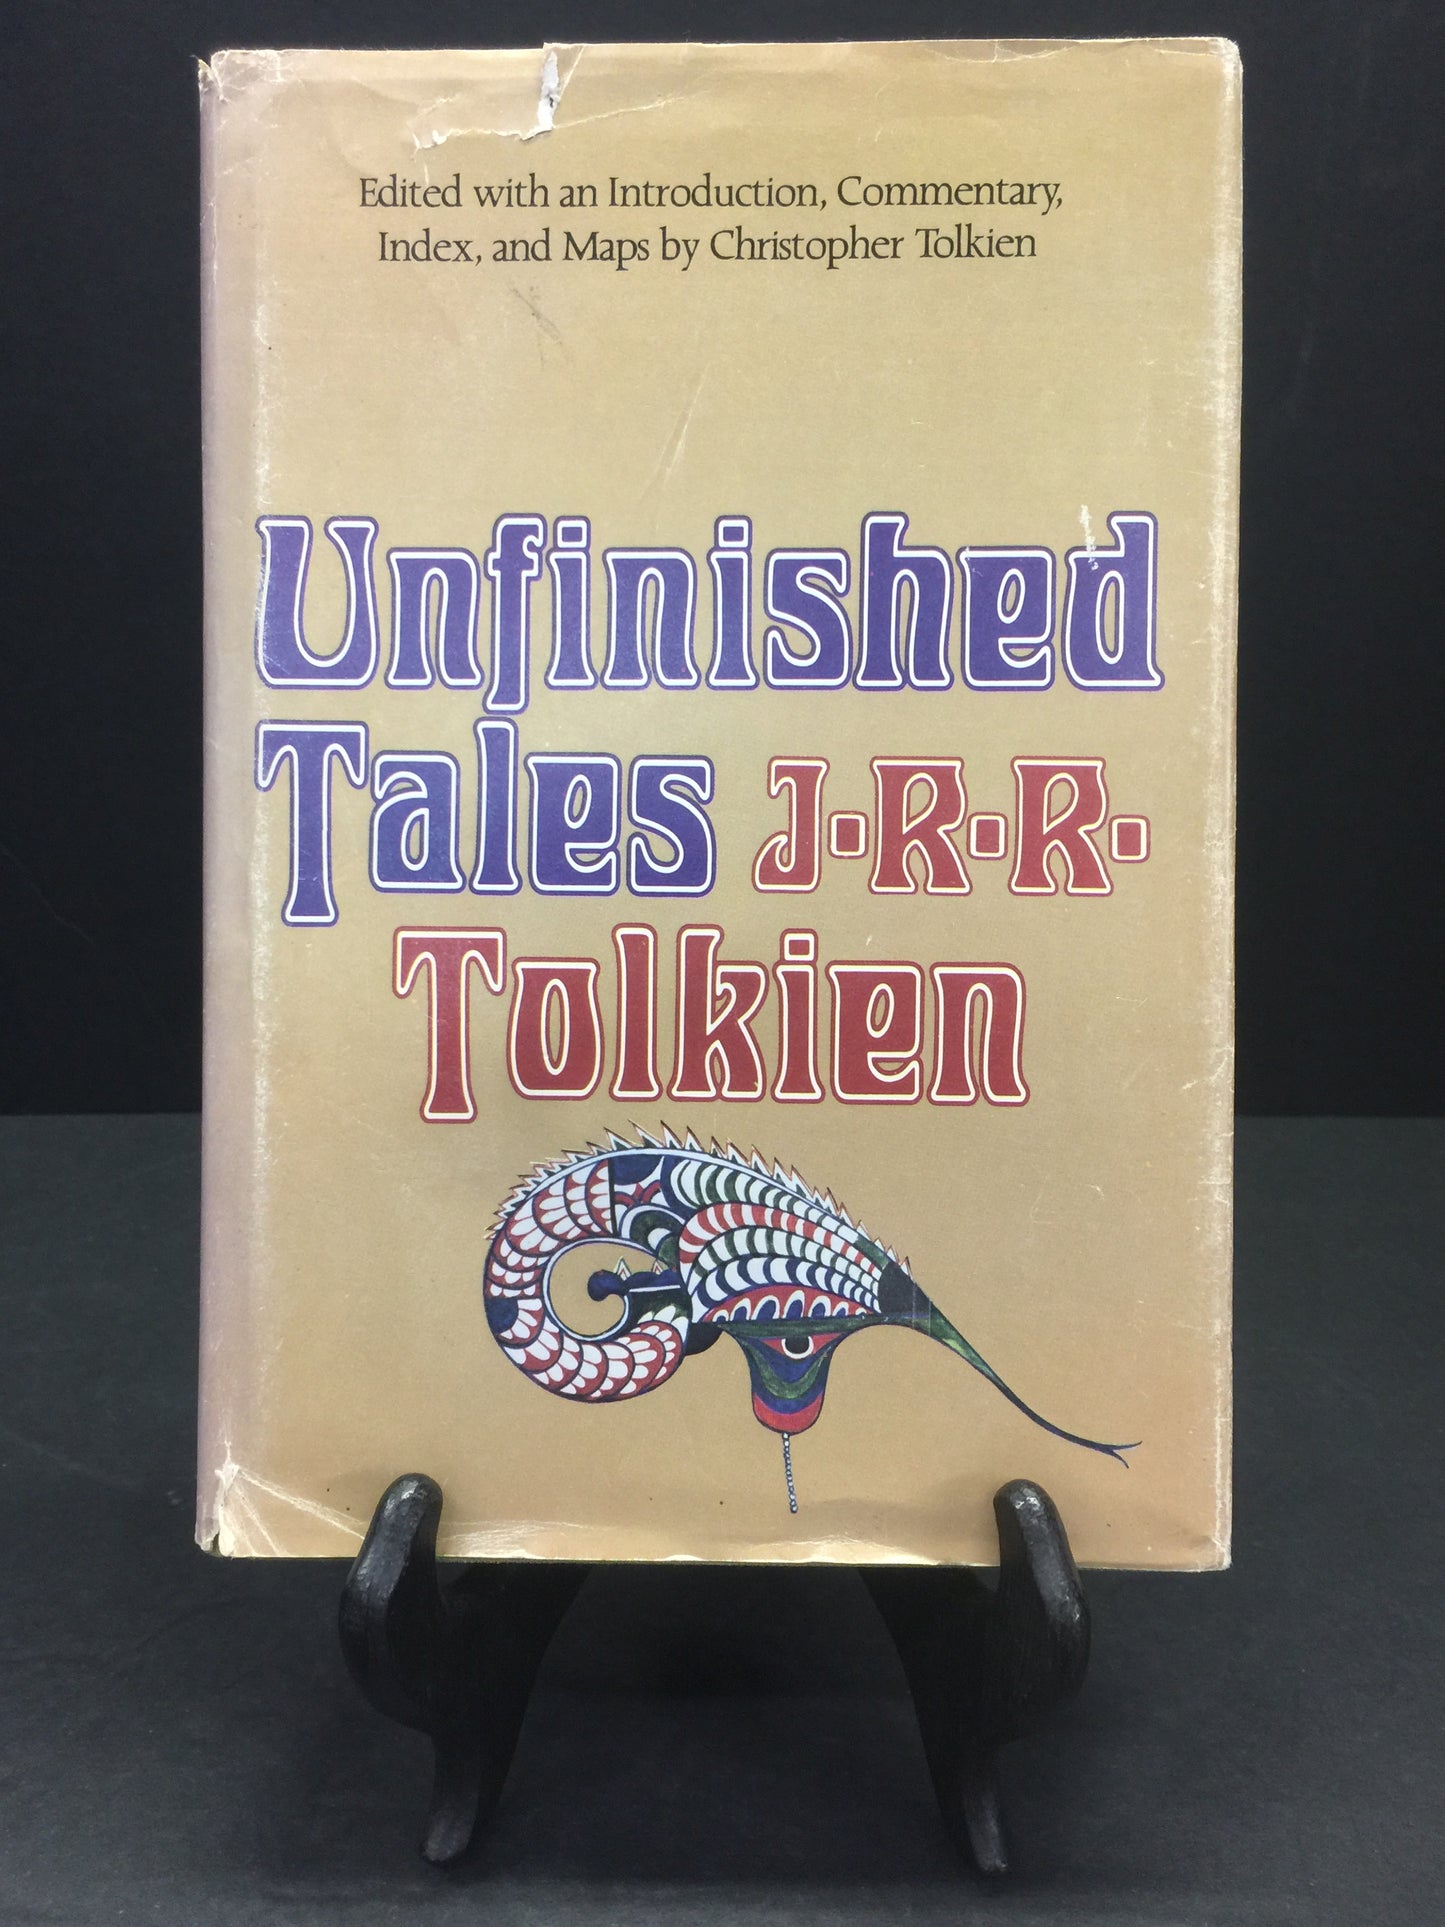 Edited with an Introduction, Commentary,
Index, and Maps by Christopher Tolkien
Unfinished
Tales J·R·R·
Tolkien